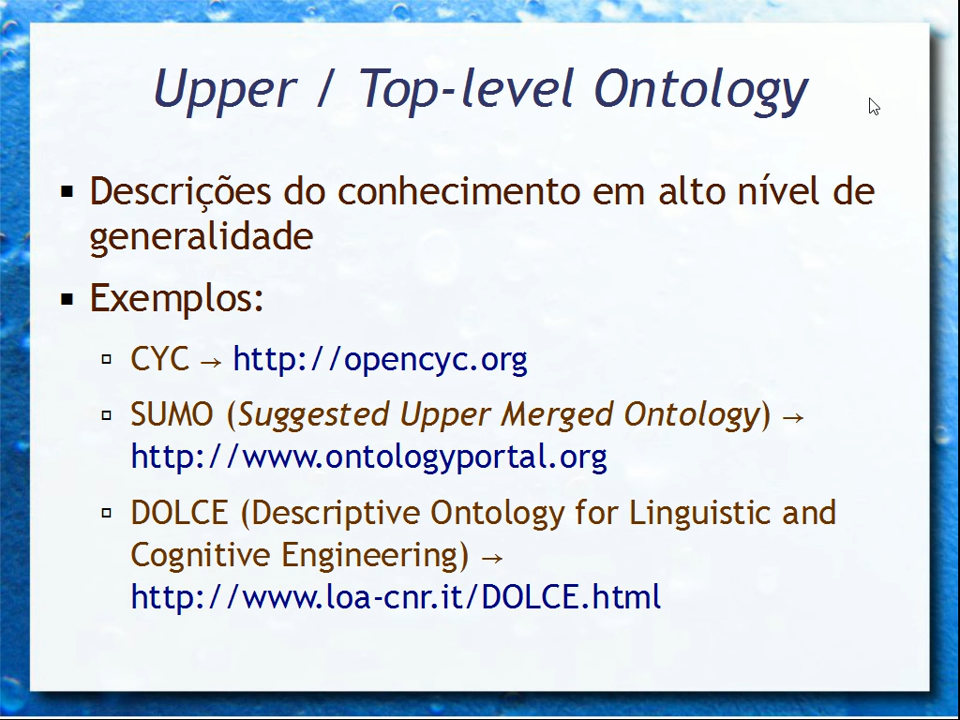 Upper / Top-level Ontology
▪ Descrições do conhecimento em alto nível de
generalidade
▪ Exemplos:
▫ CYC → http://opencyc.org
▫ SUMO (Suggested Upper Merged Ontology) →
http://www.ontologyportal.org
▫ DOLCE (Descriptive Ontology for Linguistic and
Cognitive Engineering) →
http://www.loa-cnr.it/DOLCE.html